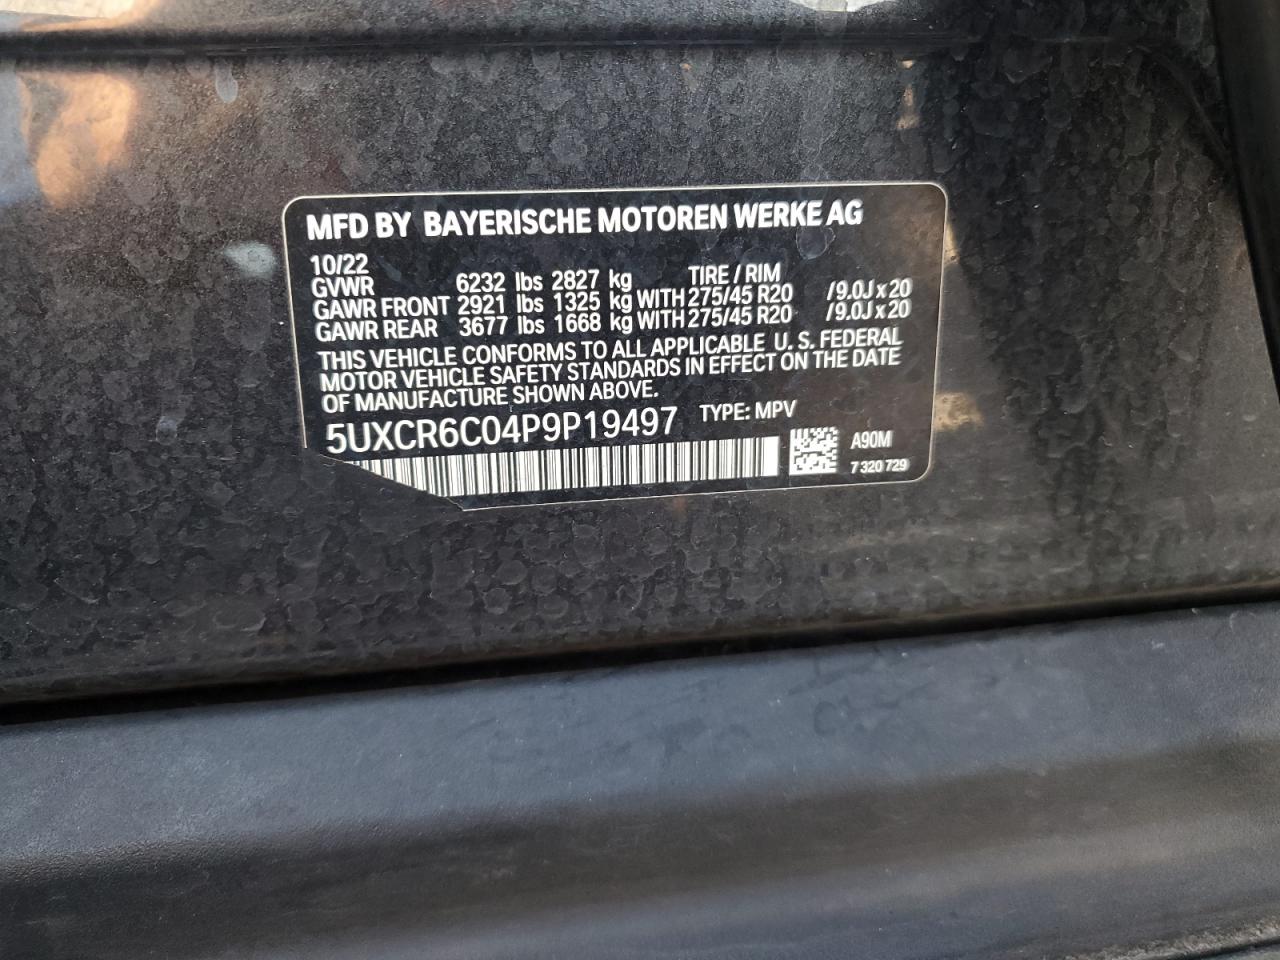 MFD BY BAYERISCHE MOTOREN WERKE AG
10/22 TIRE / RIM
GVWR 6232 lbs 2827 kg
GAWR FRONT 2921 lbs 1325 kg WITH 275/45 R20 /9.0J x 20
GAWR REAR 3677 lbs 1668 kg WITH 275/45 R20 /9.0J x 20
THIS VEHICLE CONFORMS TO ALL APPLICABLE U. S. FEDERAL
MOTOR VEHICLE SAFETY STANDARDS IN EFFECT ON THE DATE
OF MANUFACTURE SHOWN ABOVE.
5UXCR6C04P9P19497 TYPE: MPV
A90M
7 320 729